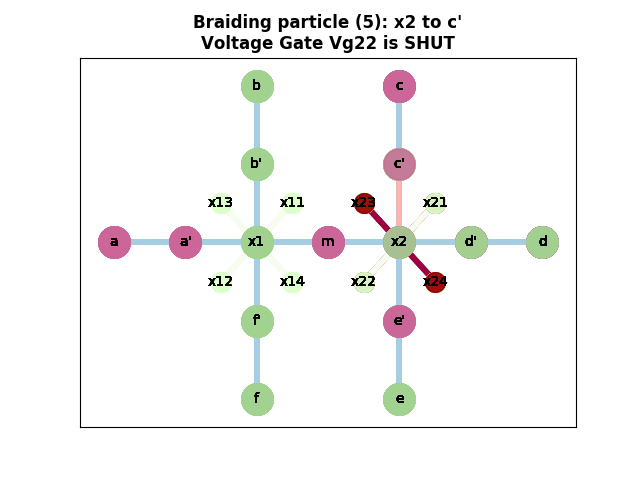 Braiding particle (5): x2 to c'
Voltage Gate Vg22 is SHUT
b
c
b'
c'
x13
x11
x23
x21
a
a'
x1
m
x2
d'
d
x12
x14
x22
x24
f'
e'
f
e